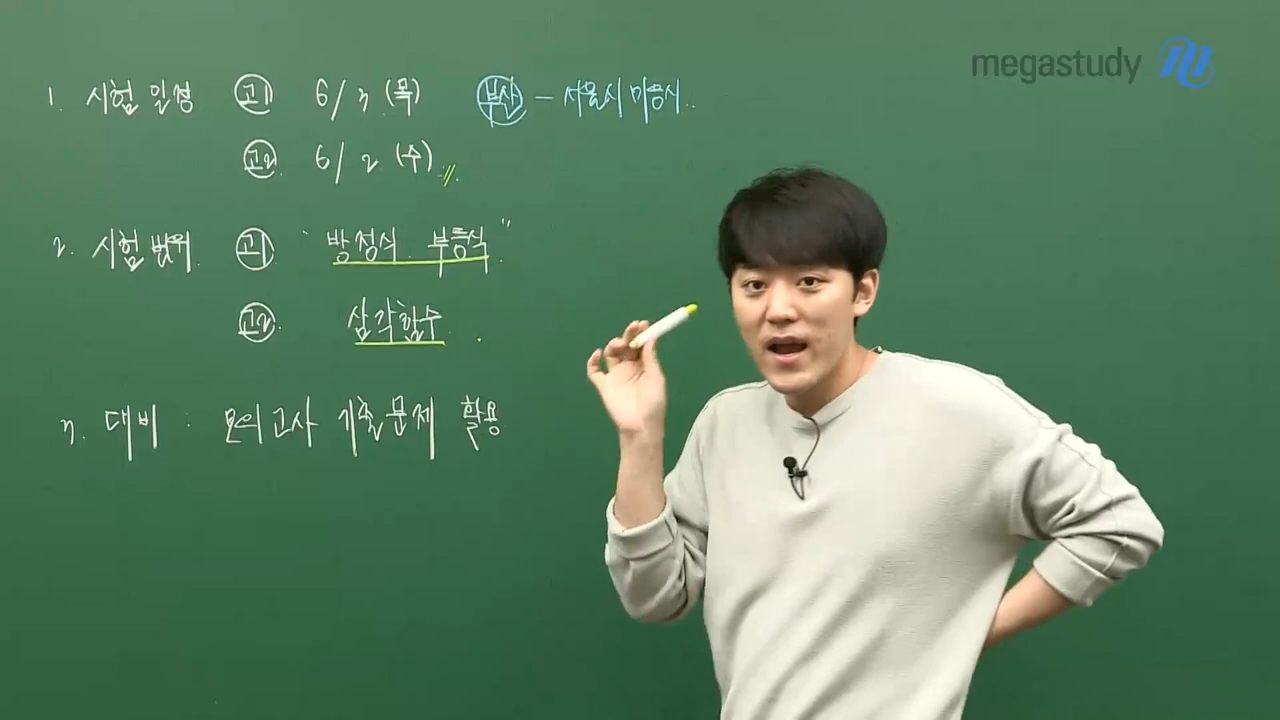 megastudy
1. 시험 일정 고1 6/3 (목) 부산 - 서울시 미응시..
고2 6/2 (수)
2. 시험 범위 고1 " 방정식. 부등식 "
고2 삼각함수.
3. 대비 : 모의고사 기출문제 활용